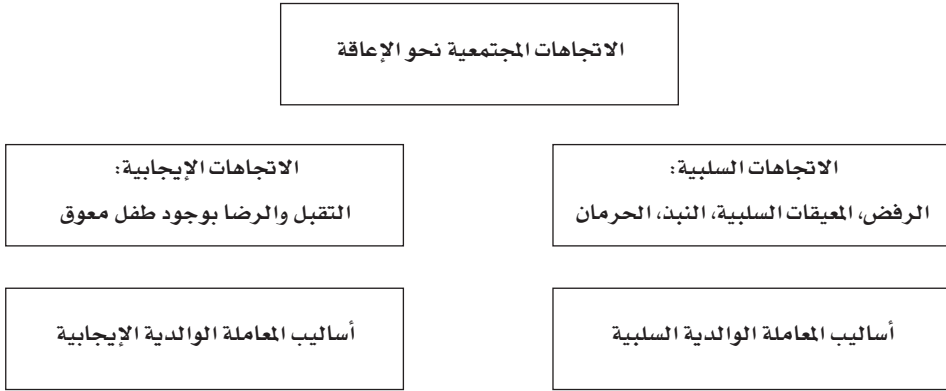 الاتجاهات المجتمعية نحو الإعاقة
الاتجاهات السلبية:
الرفض، المعيقات السلبية، النبذ، الحرمان
الاتجاهات الإيجابية:
التقبل والرضا بوجود طفل معوق
أساليب المعاملة الوالدية السلبية
أساليب المعاملة الوالدية الإيجابية